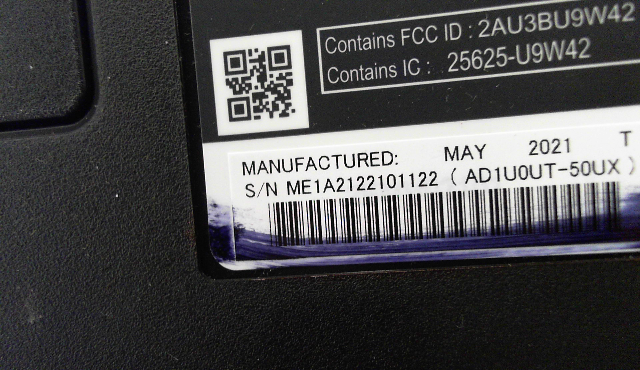 Contains FCC ID : 2AU3BU9W42
Contains IC : 25625-U9W42
MANUFACTURED: MAY 2021 T
S/N ME1A2122101122 ( AD1U0UT-50UX )